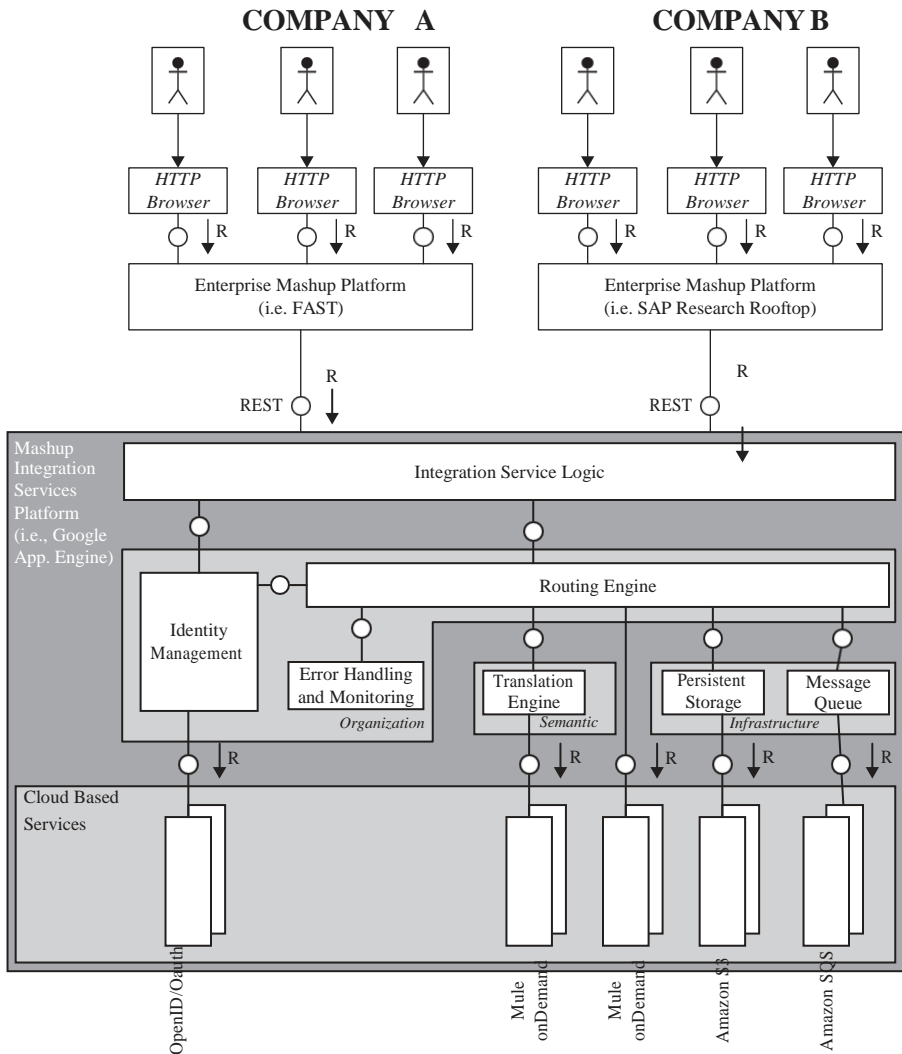 COMPANY A
COMPANY B
HTTP
Browser
HTTP
Browser
HTTP
Browser
HTTP
Browser
HTTP
Browser
HTTP
Browser
R
R
R
R
R
R
Enterprise Mashup Platform
(i.e. FAST)
Enterprise Mashup Platform
(i.e. SAP Research Rooftop)
R
R
REST
REST
Mashup
Integration
Services
Platform
(i.e., Google
App. Engine)
Integration Service Logic
Routing Engine
Identity
Management
Error Handling
and Monitoring
Organization
Translation
Engine
Semantic
Persistent
Storage
Message
Queue
Infrastructure
R
R
R
R
R
Cloud Based
Services
OpenID/Oauth
Mule
onDemand
Mule
onDemand
Amazon S3
Amazon SQS